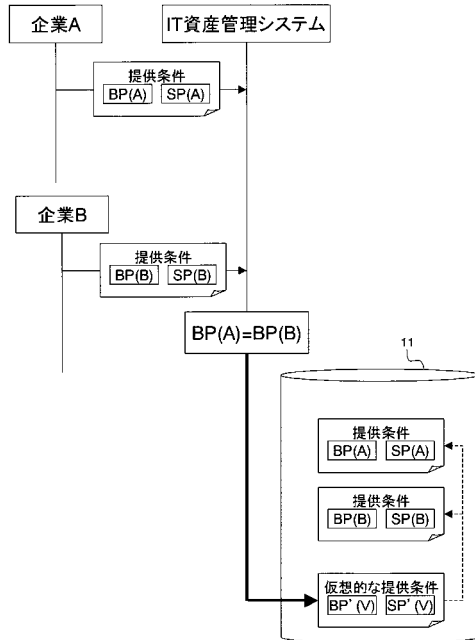 企業A
IT資産管理システム
提供条件
BP(A) SP(A)
企業B
提供条件
BP(B) SP(B)
BP(A)=BP(B)
11
提供条件
BP(A) SP(A)
提供条件
BP(B) SP(B)
仮想的な提供条件
BP'(V) SP'(V)